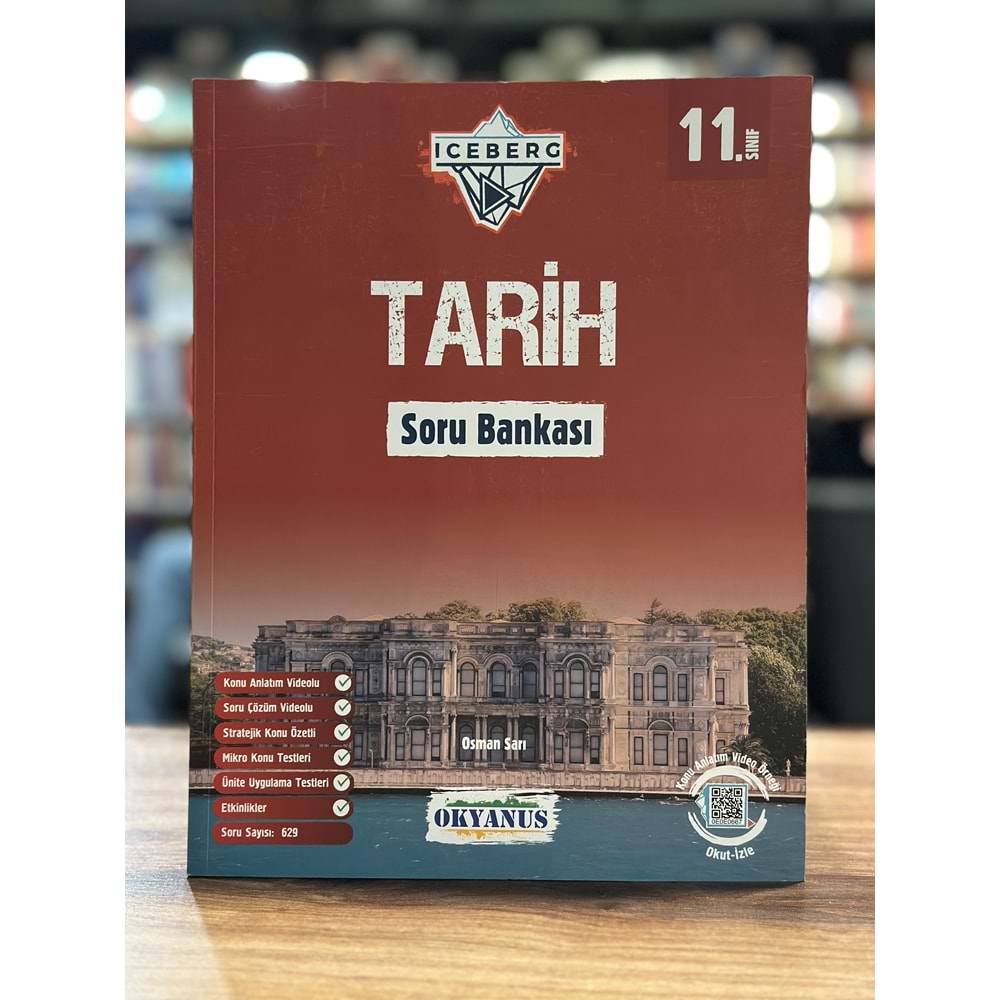 ICEBERG
11.
SINIF
TARİH
Soru Bankası
Konu Anlatım Videolu
Soru Çözüm Videolu
Stratejik Konu Özetli
Mikro Konu Testleri
Ünite Uygulama Testleri
Etkinlikler
Soru Sayısı: 629
Osman Sarı
OKYANUS
Konu Anlatım Video Örneği
0E0E0667
Okut-İzle